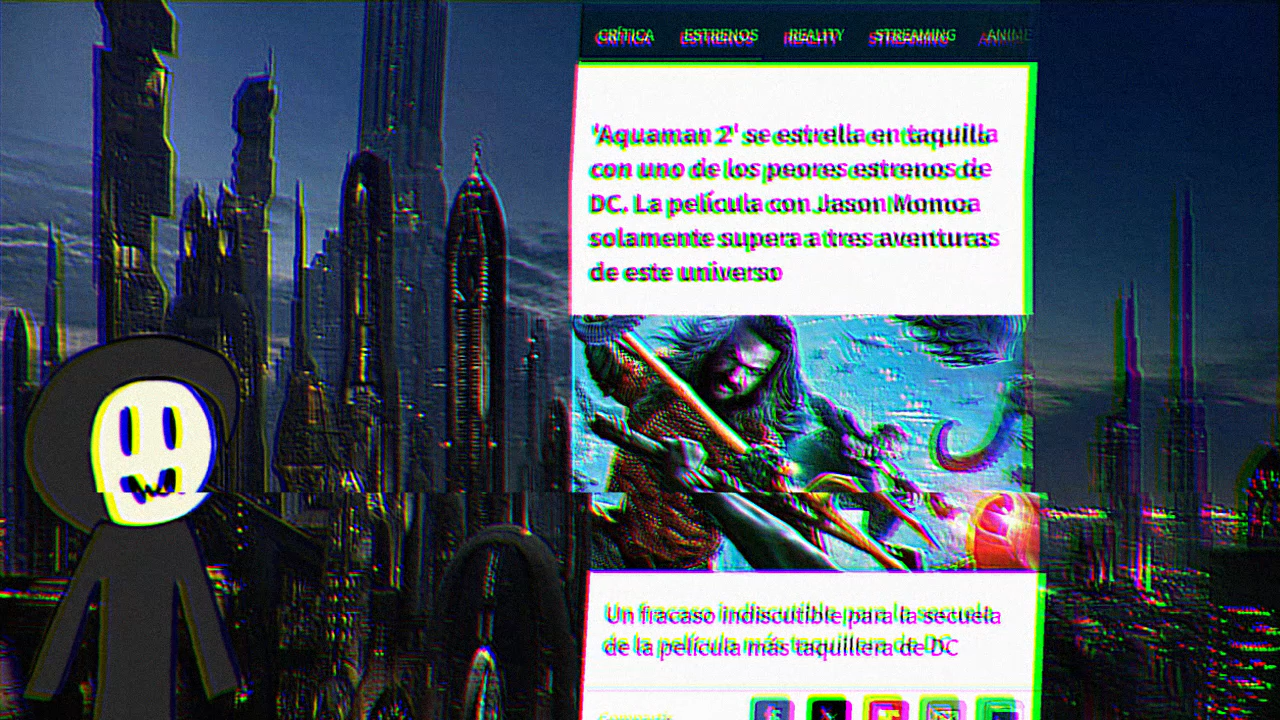 CRÍTICA ESTRENOS REALITY STREAMING ANIME
'Aquaman 2' se estrella en taquilla
con uno de los peores estrenos de
DC. La película con Jason Momoa
solamente supera a tres aventuras
de este universo
Un fracaso indiscutible para la secuela
de la película más taquillera de DC